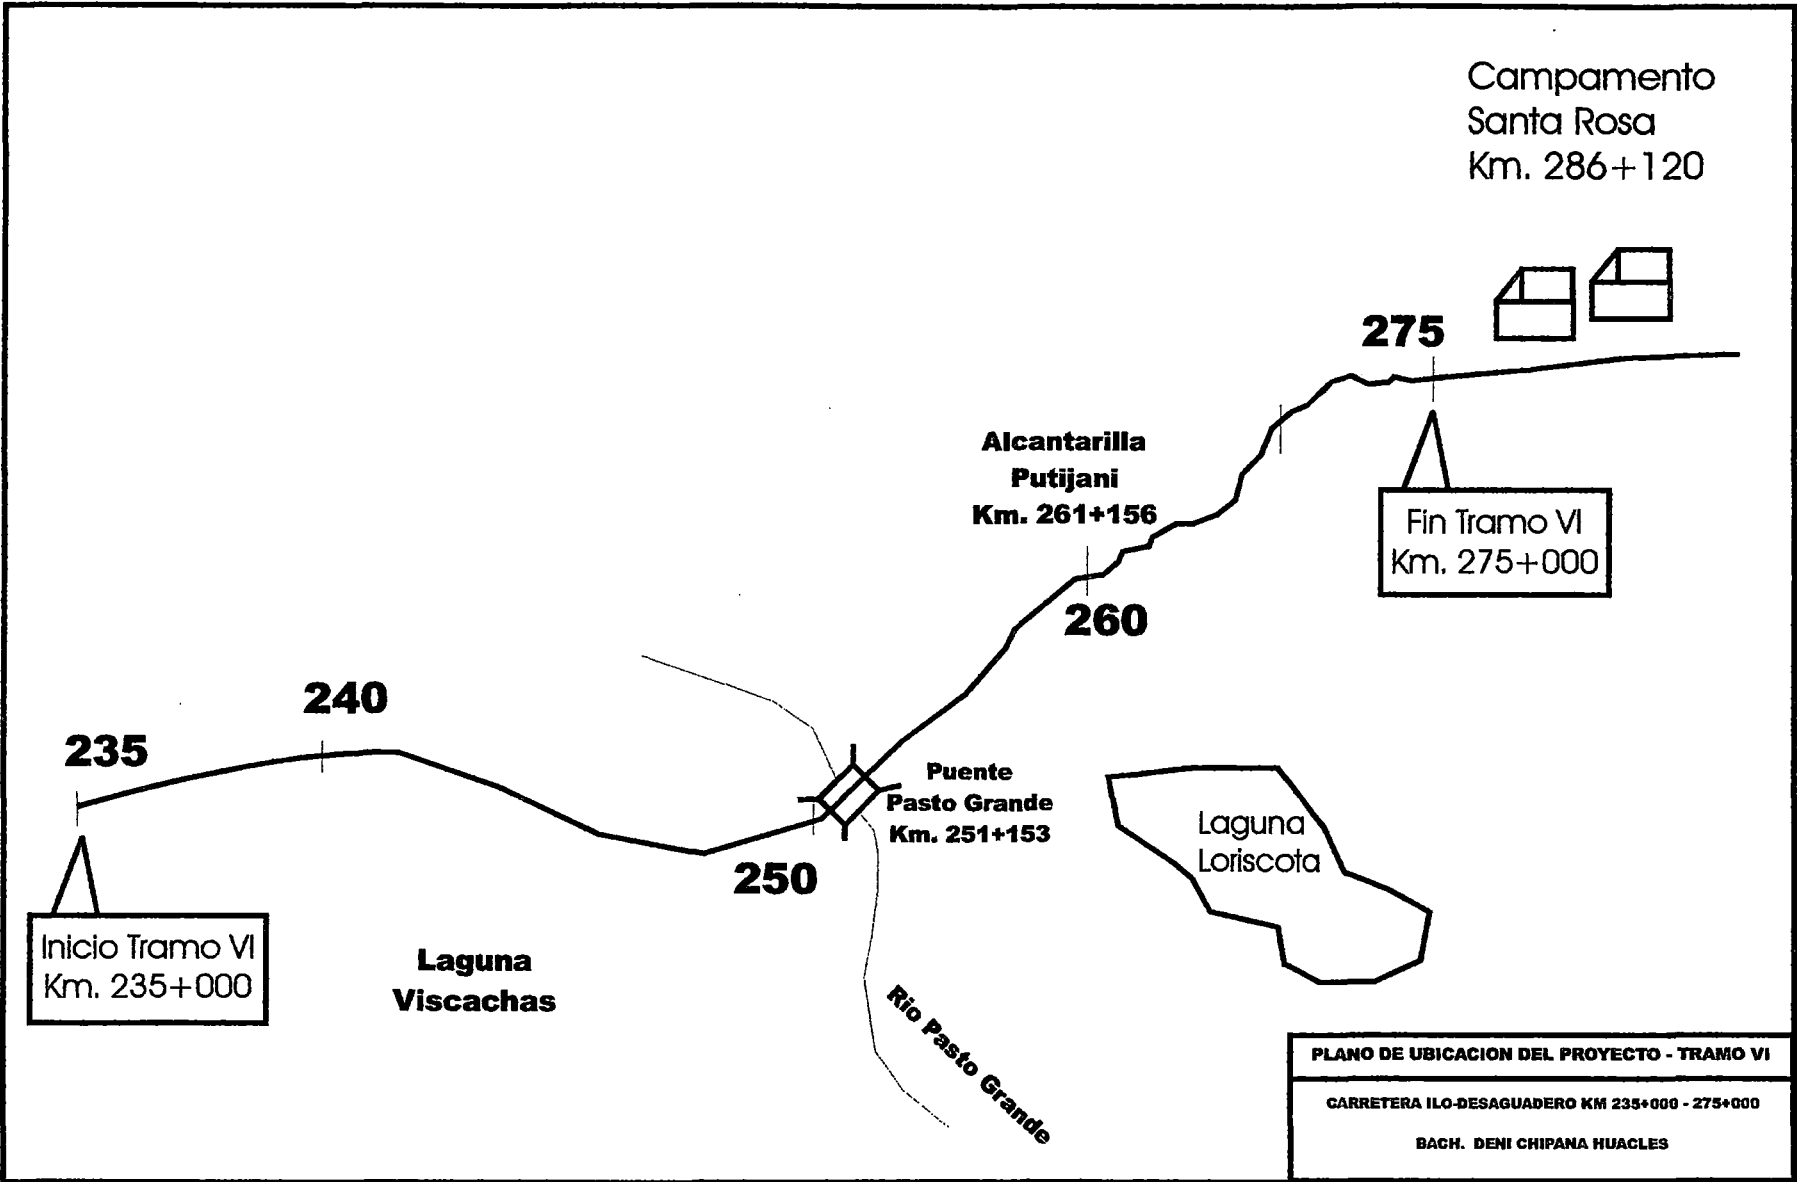 Campamento
Santa Rosa
Km. 286+120
275
Alcantarilla
Putijani
Km. 261+156
Fin Tramo VI
Km. 275+000
260
240
235
Puente
Pasto Grande
Km. 251+153
Laguna
Loriscota
250
Inicio Tramo VI
Km. 235+000
Laguna
Viscachas
Rio Pasto Grande
PLANO DE UBICACION DEL PROYECTO - TRAMO VI
CARRETERA ILO-DESAGUADERO KM 235+000 - 275+000
BACH. DENI CHIPANA HUACLES